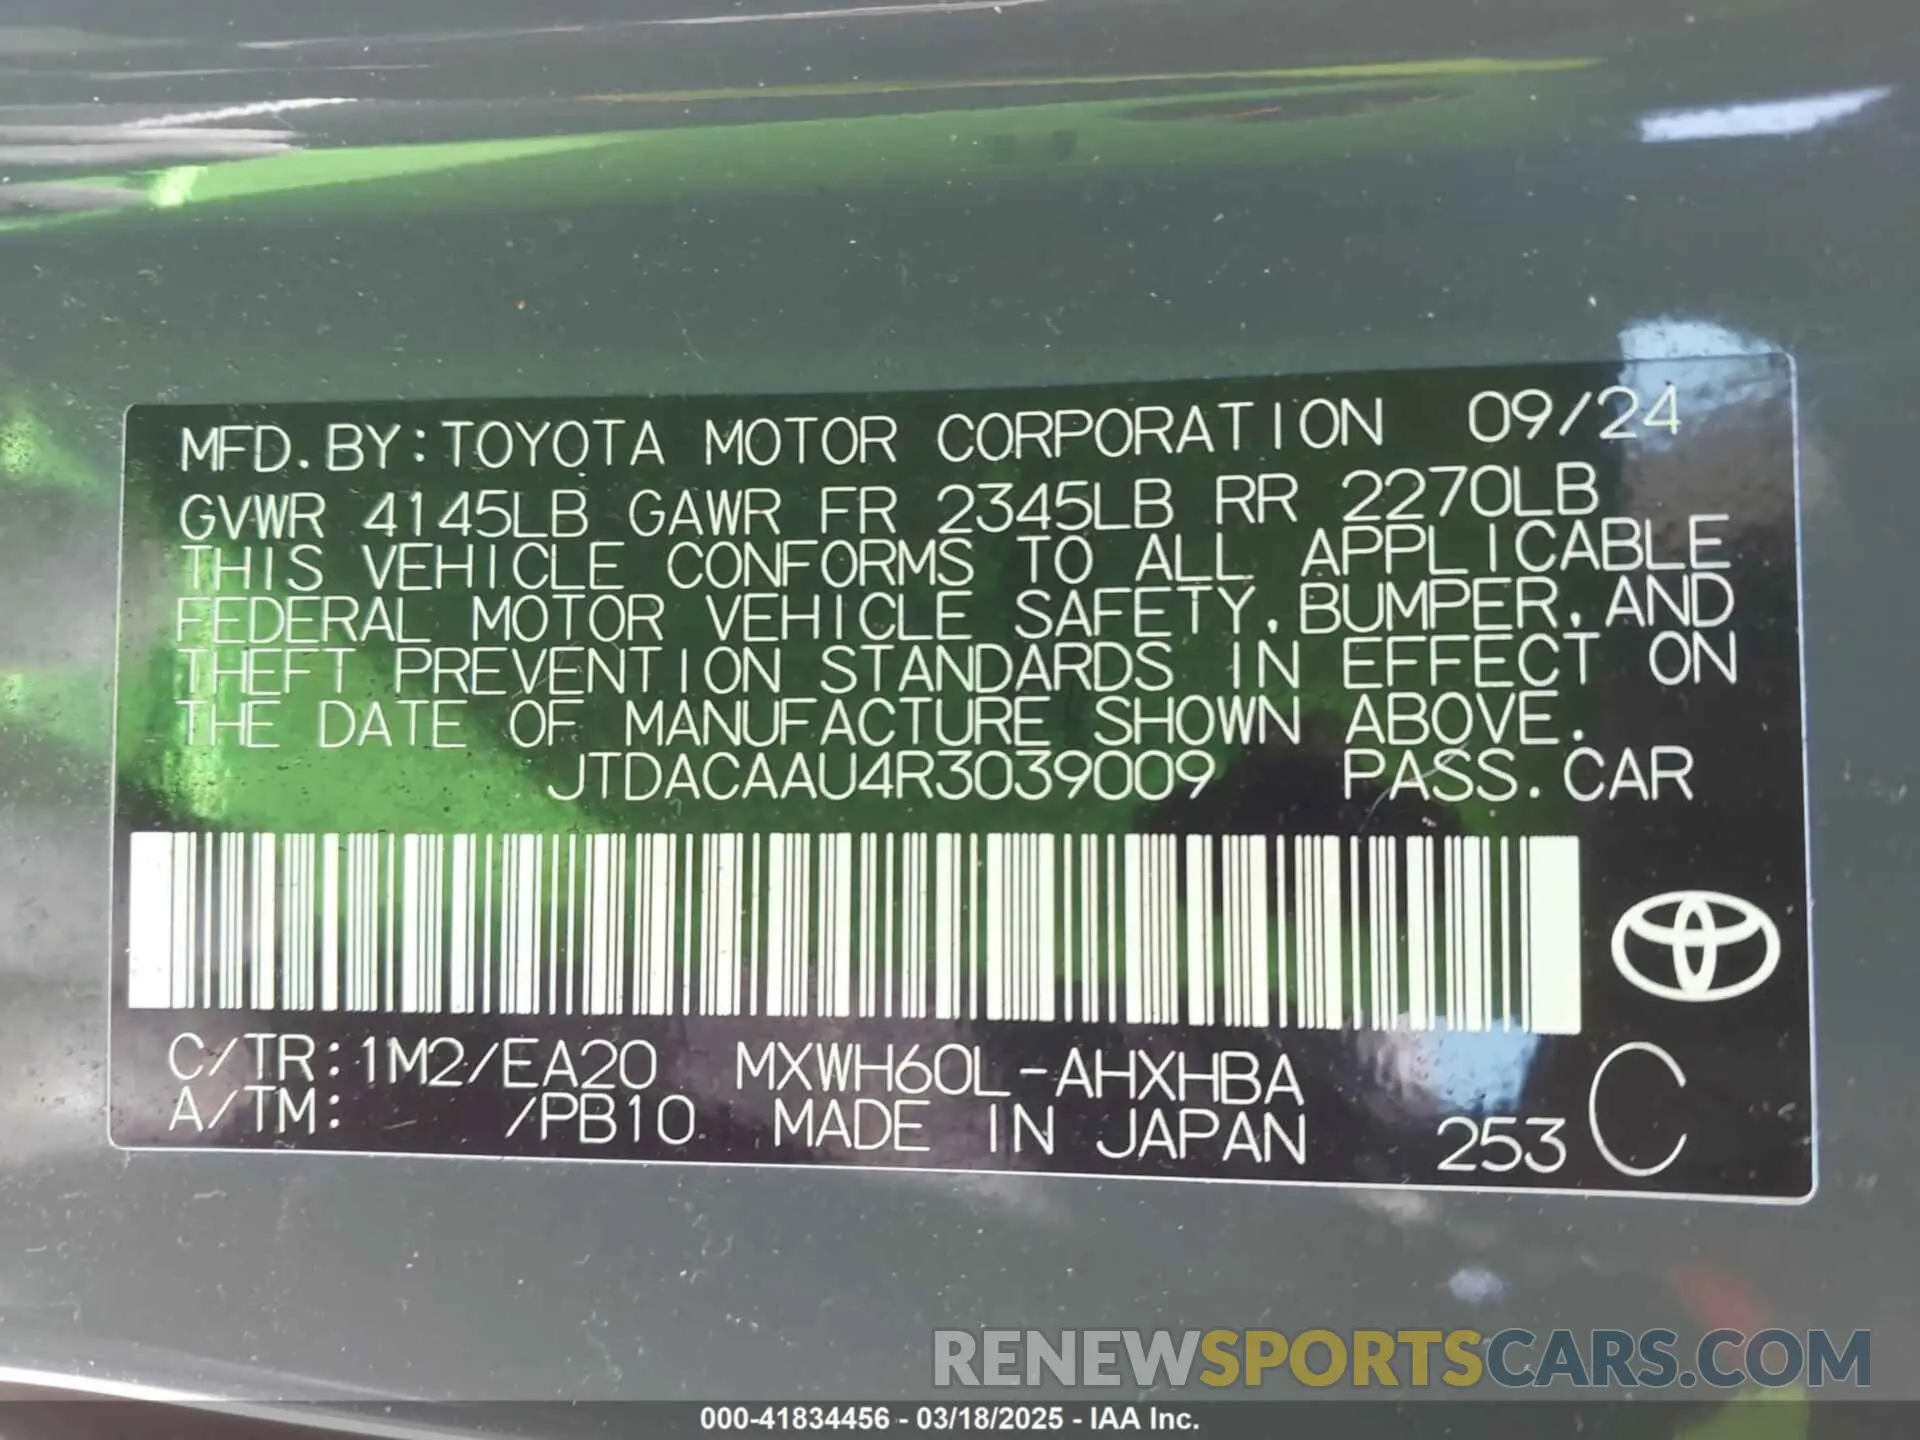 MFD. BY: TOYOTA MOTOR CORPORATION 09/24
GVWR 4145LB GAWR FR 2345LB RR 2270LB
THIS VEHICLE CONFORMS TO ALL APPLICABLE
FEDERAL MOTOR VEHICLE SAFETY, BUMPER, AND
THEFT PREVENTION STANDARDS IN EFFECT ON
THE DATE OF MANUFACTURE SHOWN ABOVE.
JTDACAAU4R3039009 PASS. CAR
C/TR: 1M2/EA20 MXWH60L-AHXHBA
A/TM: /PB10 MADE IN JAPAN 253 C
RENEWSPORTSCARS.COM
000-41834456 - 03/18/2025 - IAA Inc.